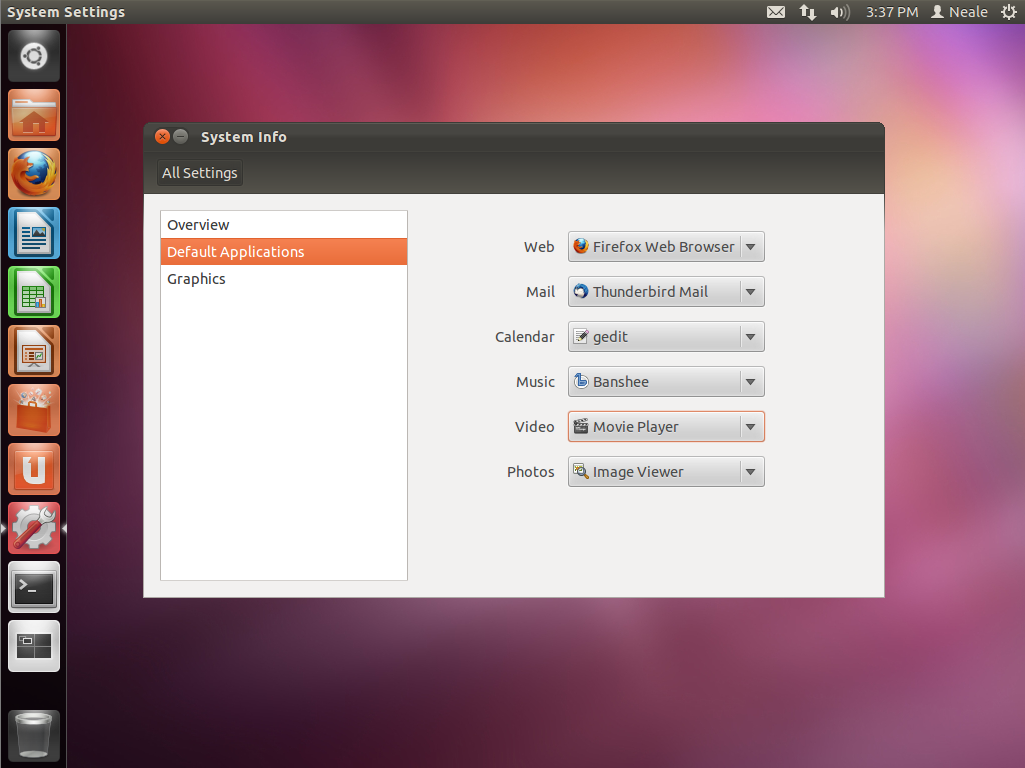 System Settings
3:37 PM Neale
System Info
All Settings
Overview
Default Applications
Graphics
Web Firefox Web Browser
Mail Thunderbird Mail
Calendar gedit
Music Banshee
Video Movie Player
Photos Image Viewer